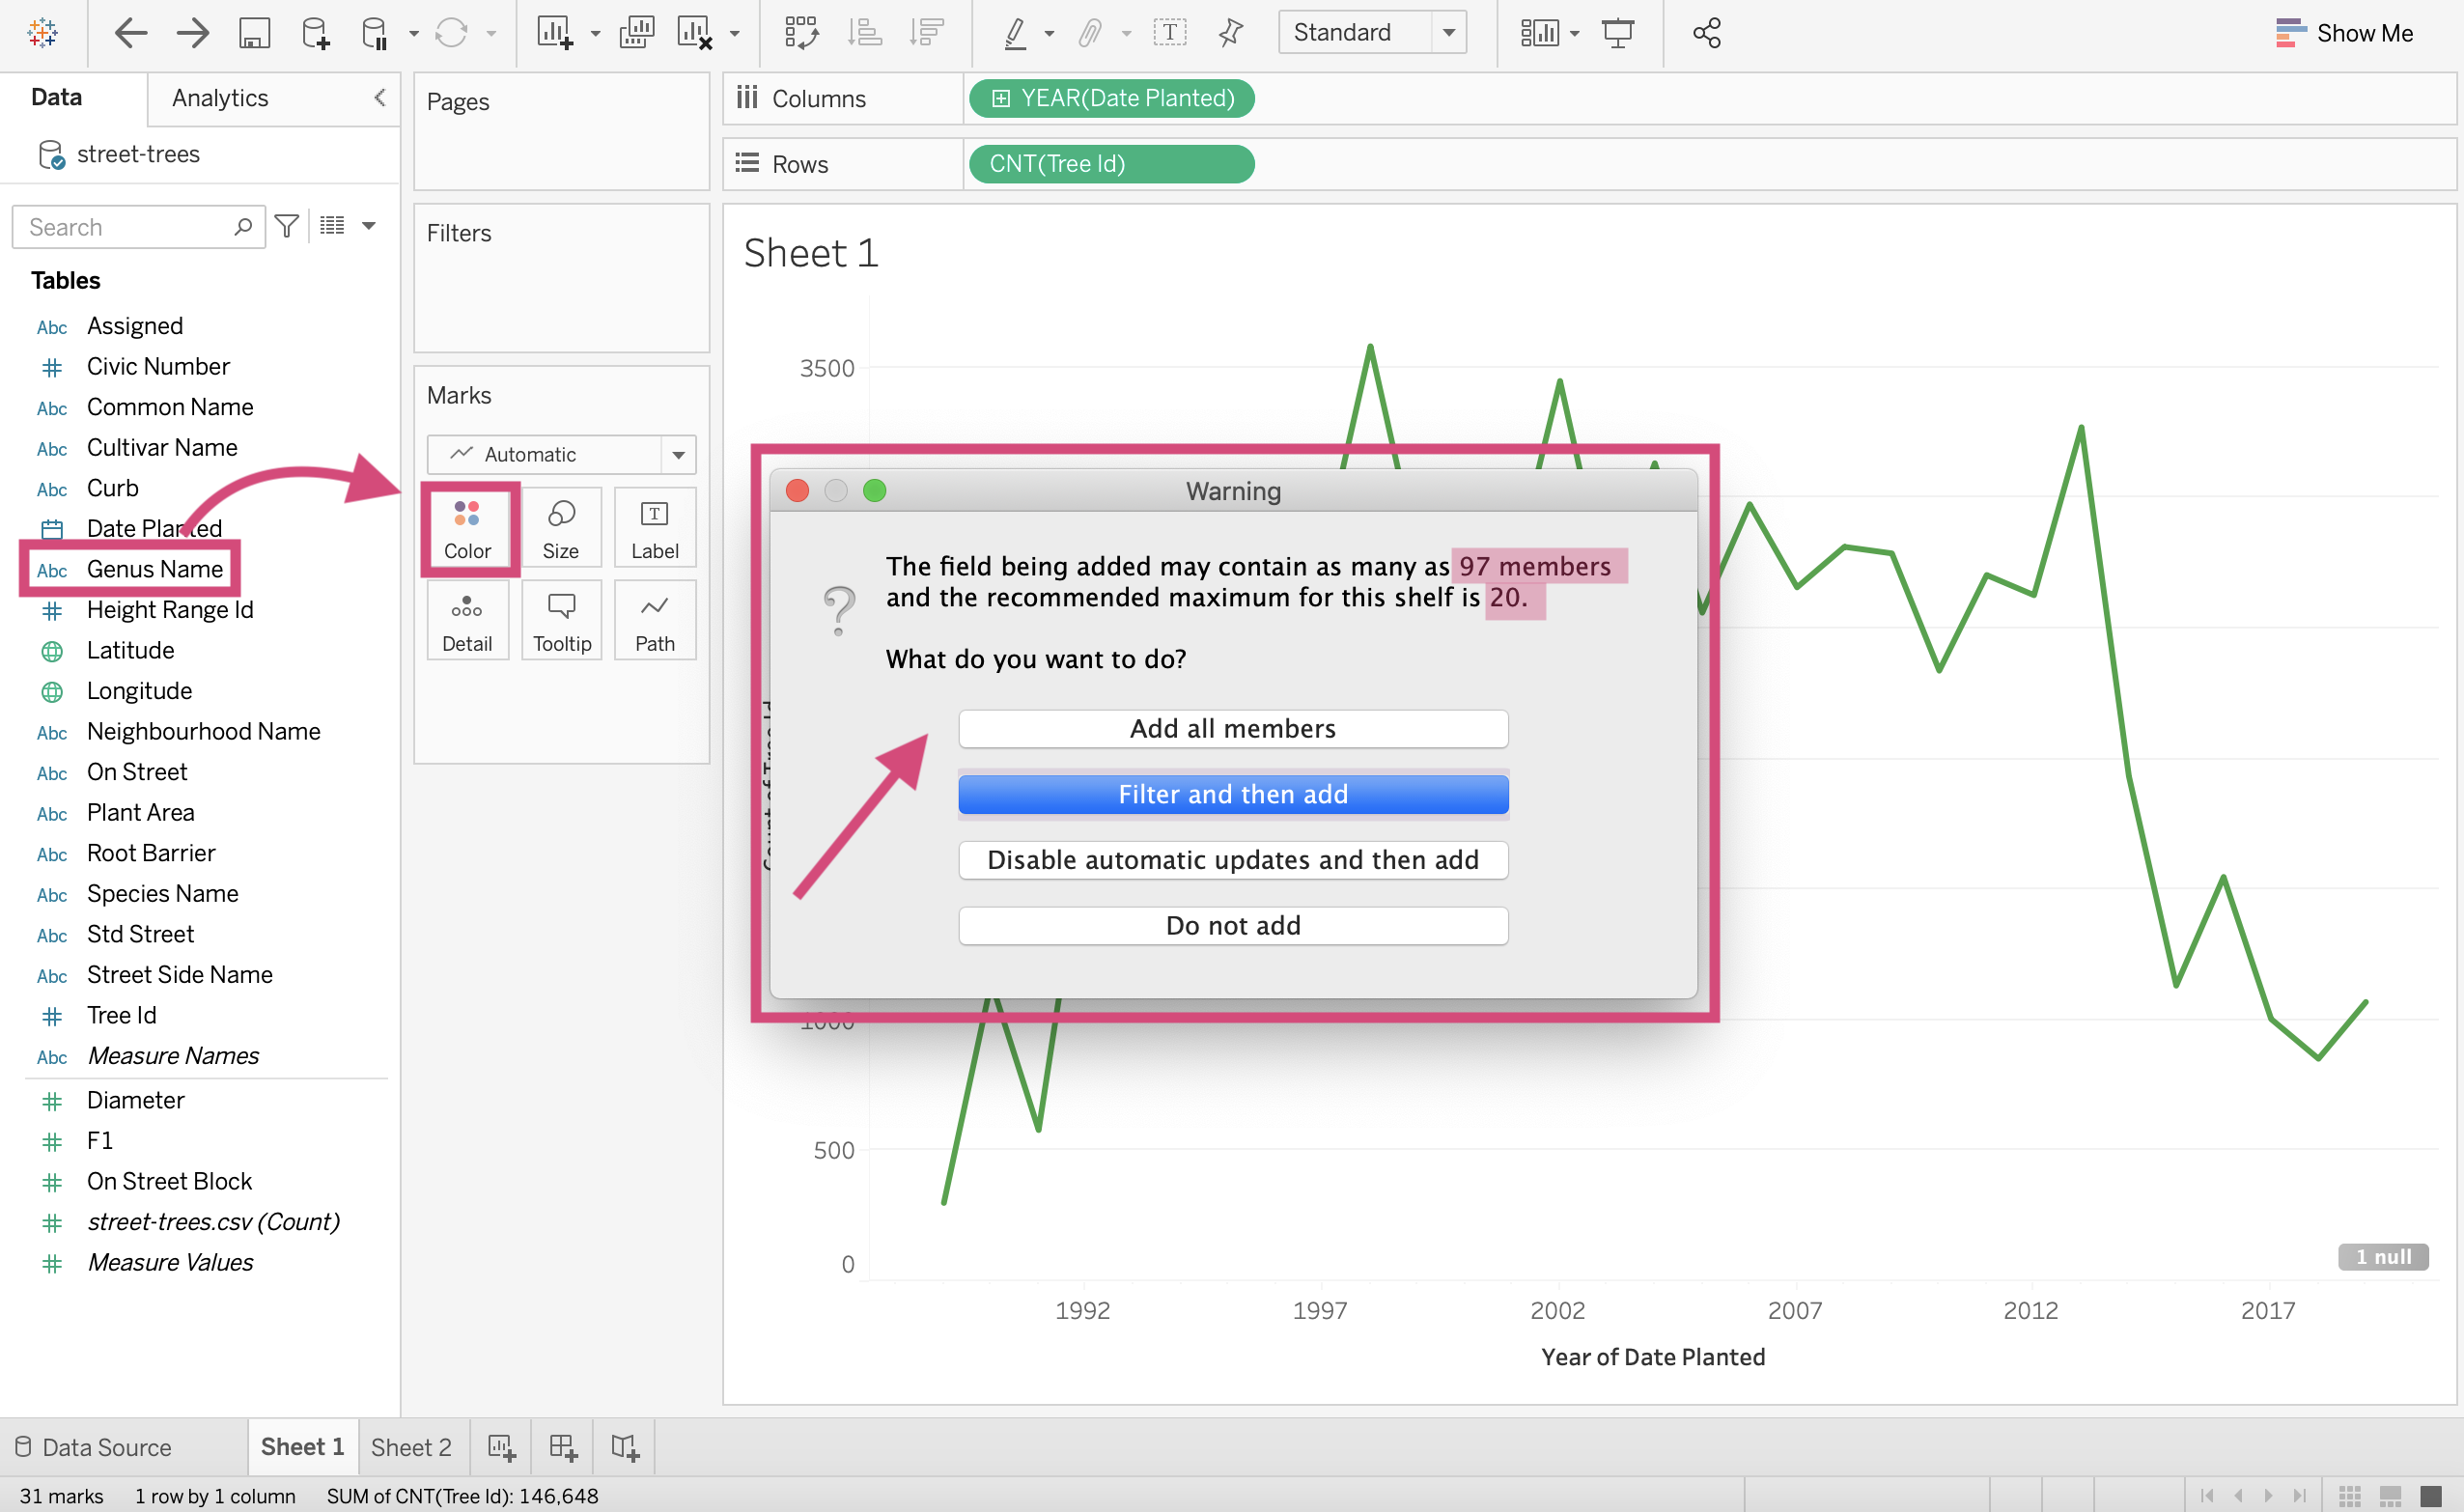 Standard
Show Me
Data
Analytics
street-trees
Search
Tables
Abc Assigned
Civic Number
Abc Common Name
Abc Cultivar Name
Abc Curb
Date Planted
Abc Genus Name
Height Range Id
Latitude
Longitude
Abc Neighbourhood Name
Abc On Street
Abc Plant Area
Abc Root Barrier
Abc Species Name
Abc Std Street
Abc Street Side Name
Tree Id
Abc Measure Names
Diameter
F1
On Street Block
street-trees.csv (Count)
Measure Values
Pages
Filters
Marks
Automatic
Color
Size
T
Label
Detail
Tooltip
Path
Columns
YEAR(Date Planted)
Rows
CNT(Tree Id)
Sheet 1
3500
1000
500
0
Warning
The field being added may contain as many as 97 members
and the recommended maximum for this shelf is 20.
What do you want to do?
Add all members
Filter and then add
Disable automatic updates and then add
Do not add
1 null
1992
1997
2002
2007
2012
2017
Year of Date Planted
Data Source
Sheet 1
Sheet 2
31 marks
1 row by 1 column
SUM of CNT(Tree Id): 146,648